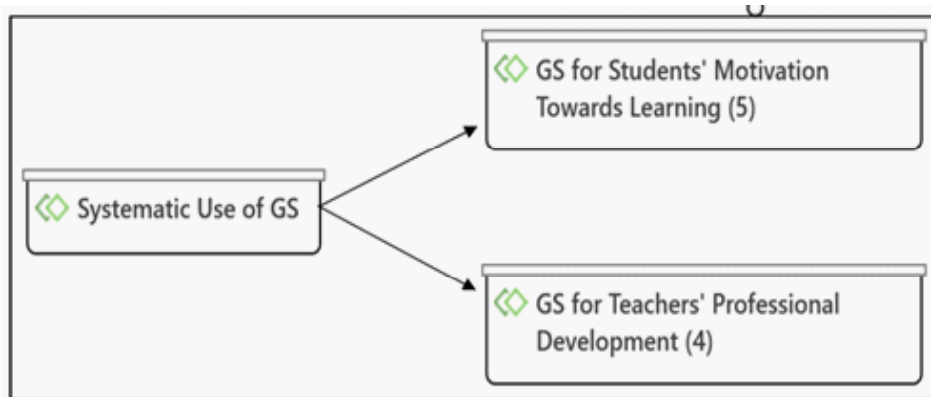 GS for Students' Motivation
Towards Learning (5)
Systematic Use of GS
GS for Teachers' Professional
Development (4)